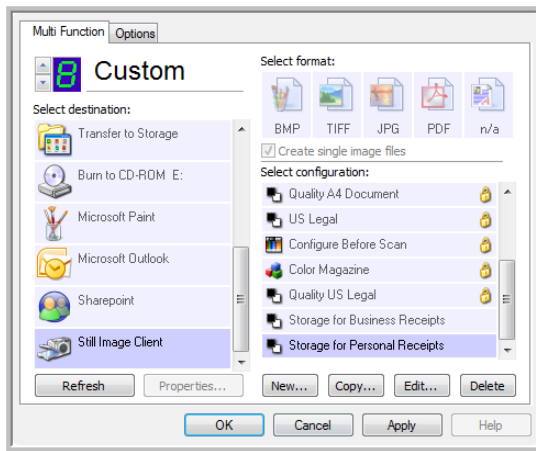 Multi Function
Options
8
Custom
Select destination:
Transfer to Storage
Burn to CD-ROM  E:
Microsoft Paint
Microsoft Outlook
Sharepoint
Still Image Client
Refresh
Properties...
Select format:
BMP
TIFF
JPG
PDF
n/a
Create single image files
Select configuration:
Quality A4 Document
US Legal
Configure Before Scan
Color Magazine
Quality US Legal
Storage for Business Receipts
Storage for Personal Receipts
New...
Copy...
Edit...
Delete
OK
Cancel
Apply
Help